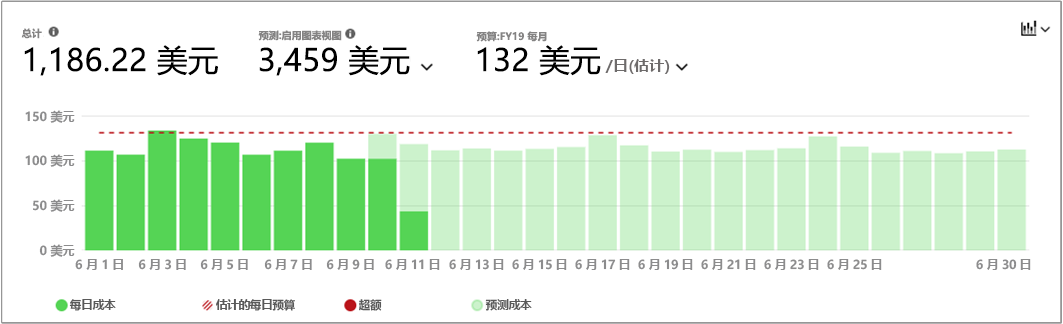 总计 预测:启用图表视图 预算:FY19 每月
1,186.22 美元 3,459 美元 132 美元 /日(估计)
150 美元
100 美元
50 美元
0 美元
6 月 1 日 6 月 3 日 6 月 5 日 6 月 7 日 6 月 9 日 6 月 11 日 6 月 13 日 6 月 15 日 6 月 17 日 6 月 19 日 6 月 21 日 6 月 23 日 6 月 25 日 6 月 30 日
每日成本 估计的每日预算 超额 预测成本